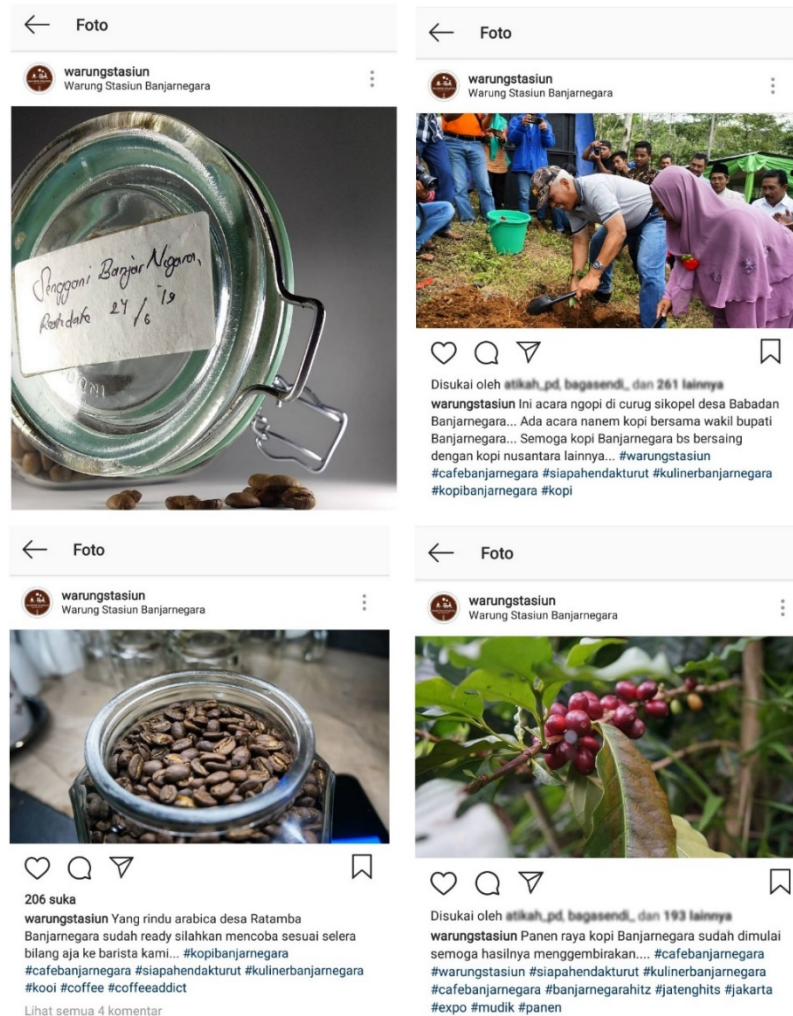 Foto
warungstasiun
Warung Stasiun Banjarnegara
Senggani Banjar Negara,
Roastdate 24/6 '19
Foto
warungstasiun
Warung Stasiun Banjarnegara
Disukai oleh atikah_pd, bagasendi_ dan 261 lainnya
warungstasiun Ini acara ngopi di curug sikopel desa Babadan
Banjarnegara... Ada acara nanem kopi bersama wakil bupati
Banjarnegara... Semoga kopi Banjarnegara bs bersaing
dengan kopi nusantara lainnya... #warungstasiun
#cafebanjarnegara #siapahendakturut #kulinerbanjarnegara
#kopibanjarnegara #kopi
Foto
warungstasiun
Warung Stasiun Banjarnegara
206 suka
warungstasiun Yang rindu arabica desa Ratamba
Banjarnegara sudah ready silahkan mencoba sesuai selera
bilang aja ke barista kami... #kopibanjarnegara
#cafebanjarnegara #siapahendakturut #kulinerbanjarnegara
#kooi #coffee #coffeeaddict
Lihat semua 4 komentar
Foto
warungstasiun
Warung Stasiun Banjarnegara
Disukai oleh atikah_pd, bagasendi_ dan 193 lainnya
warungstasiun Panen raya kopi Banjarnegara sudah dimulai
semoga hasilnya menggembirakan.... #cafebanjarnegara
#warungstasiun #siapahendakturut #kulinerbanjarnegara
#cafebanjarnegara #banjarnegarahitz #jatenghits #jakarta
#expo #mudik #panen